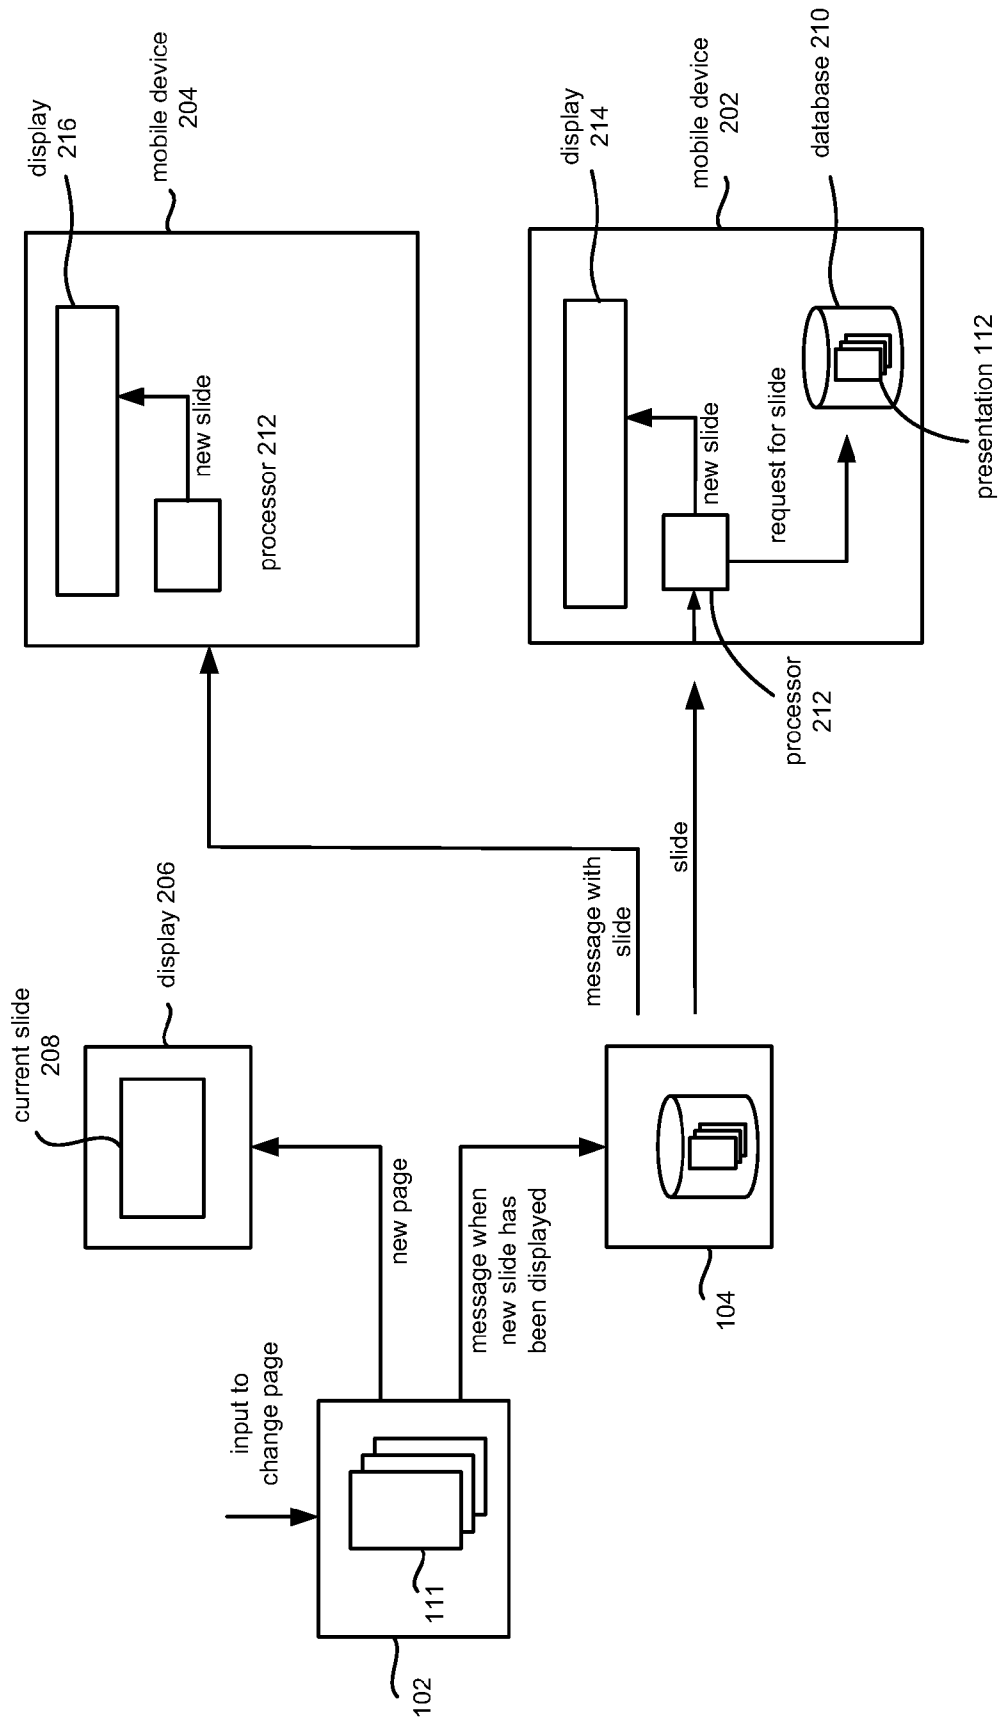 input to
change page
102
111
new page
message when
new slide has
been displayed
current slide
208
display 206
104
message with
slide
slide
display
216
mobile device
204
new slide
processor 212
display
214
mobile device
202
new slide
request for slide
processor
212
database 210
presentation 112